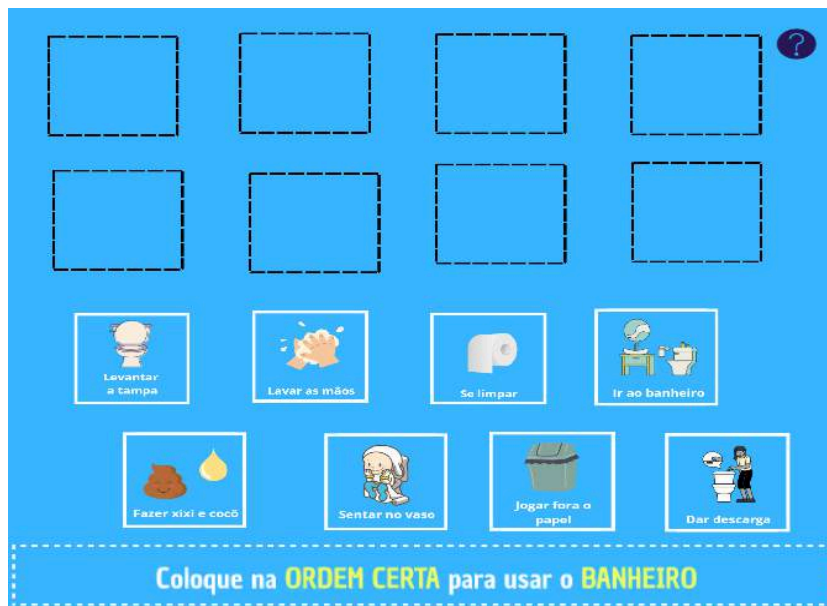 ?
Levantar
a tampa
Lavar as mãos
Se limpar
Ir ao banheiro
Fazer xixi e cocô
Sentar no vaso
Jogar fora o
papel
Dar descarga
Coloque na ORDEM CERTA para usar o BANHEIRO